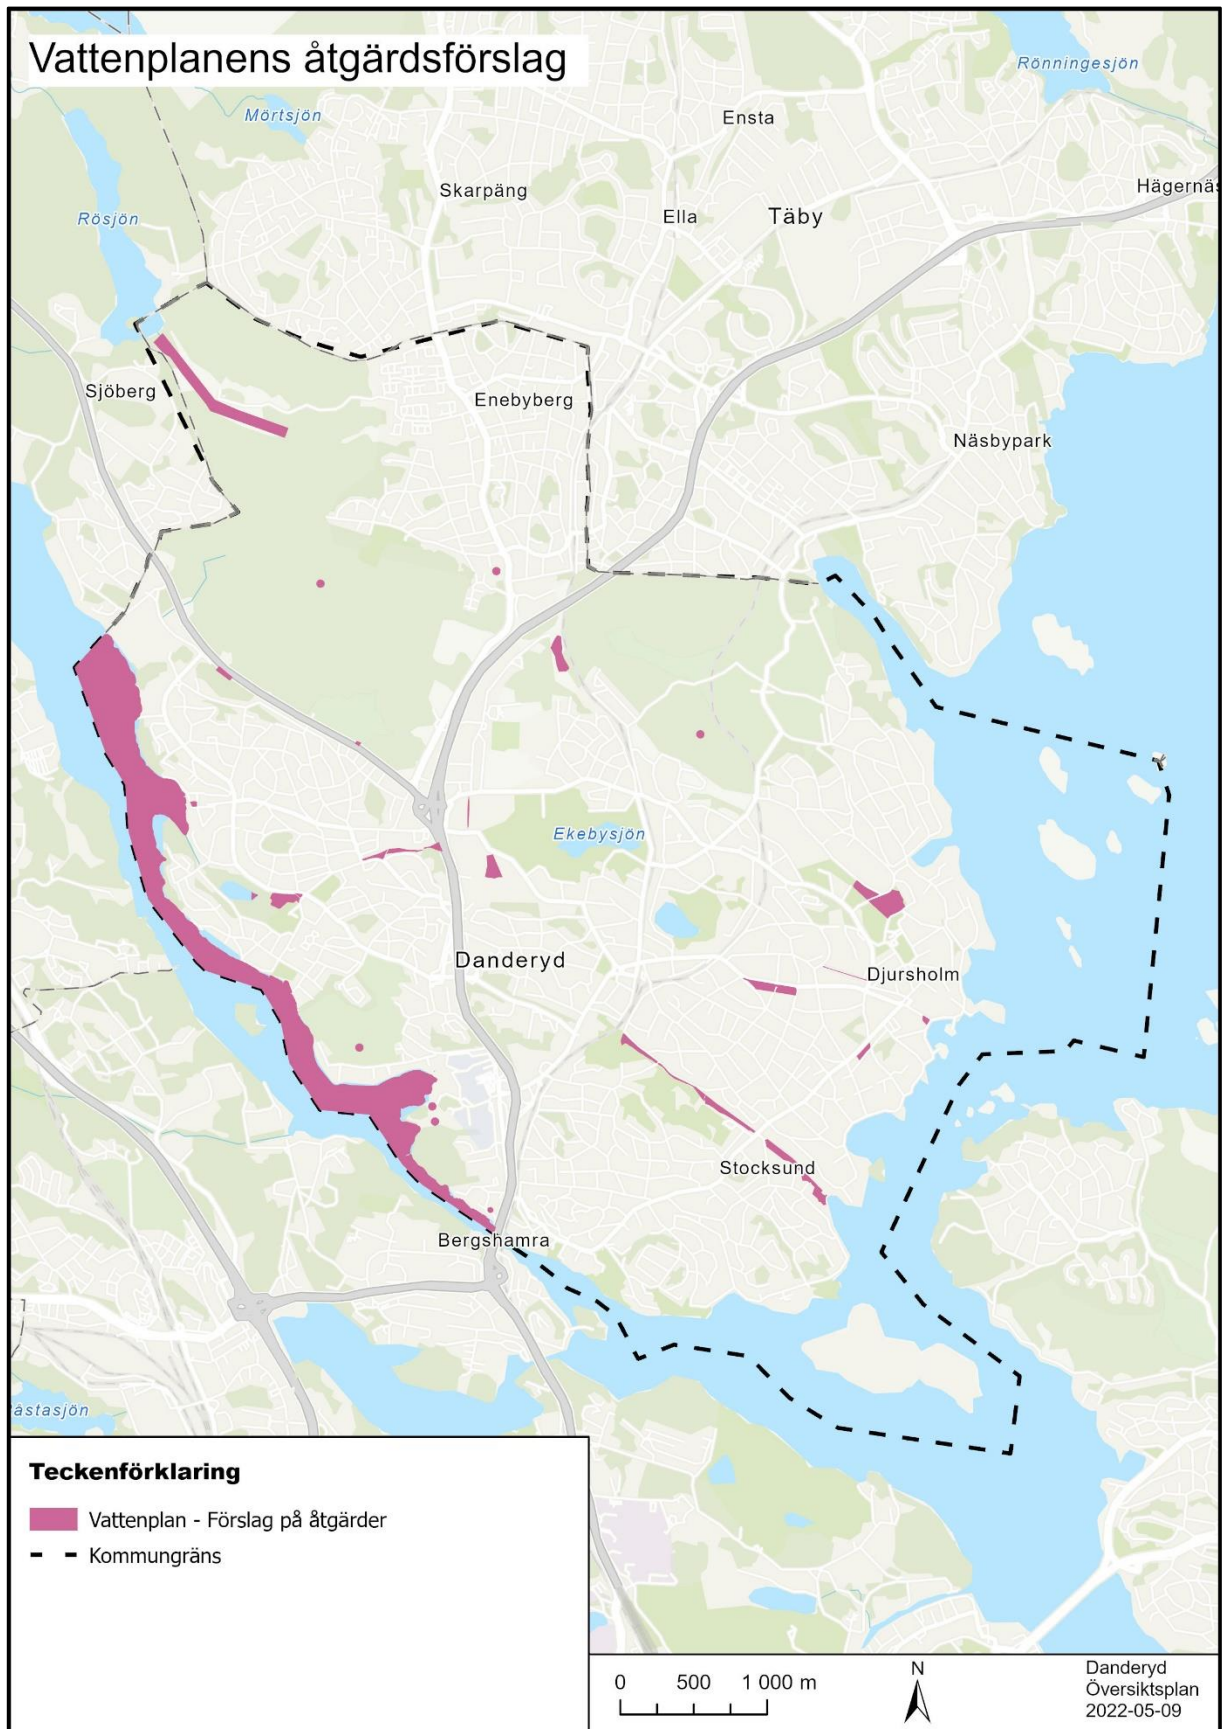 Vattenplanens åtgärdsförslag
Rönningesjön
Mörtsjön
Ensta
Skarpäng
Hägernäs
Rösjön
Ella
Täby
Sjöberg
Enebyberg
Näsbypark
Ekebysjön
Danderyd
Djursholm
Stocksund
Bergshamra
åstasjön
Teckenförklaring
Vattenplan - Förslag på åtgärder
Kommungräns
0 500 1 000 m
N
Danderyd
Översiktsplan
2022-05-09